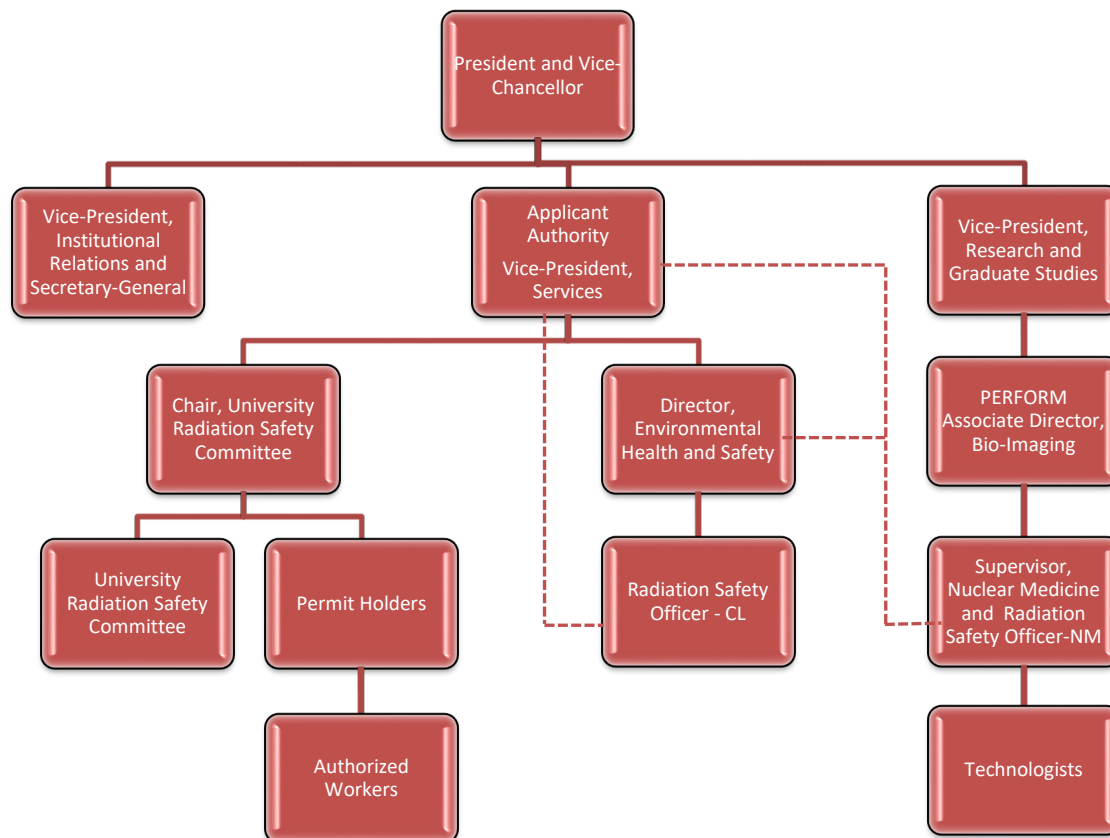 President and Vice-
Chancellor
Vice-President,
Institutional
Relations and
Secretary-General
Applicant
Authority
Vice-President,
Services
Vice-President,
Research and
Graduate Studies
Chair, University
Radiation Safety
Committee
Director,
Environmental
Health and Safety
PERFORM
Associate Director,
Bio-Imaging
University
Radiation Safety
Committee
Permit Holders
Radiation Safety
Officer - CL
Supervisor,
Nuclear Medicine
and Radiation
Safety Officer-NM
Authorized
Workers
Technologists